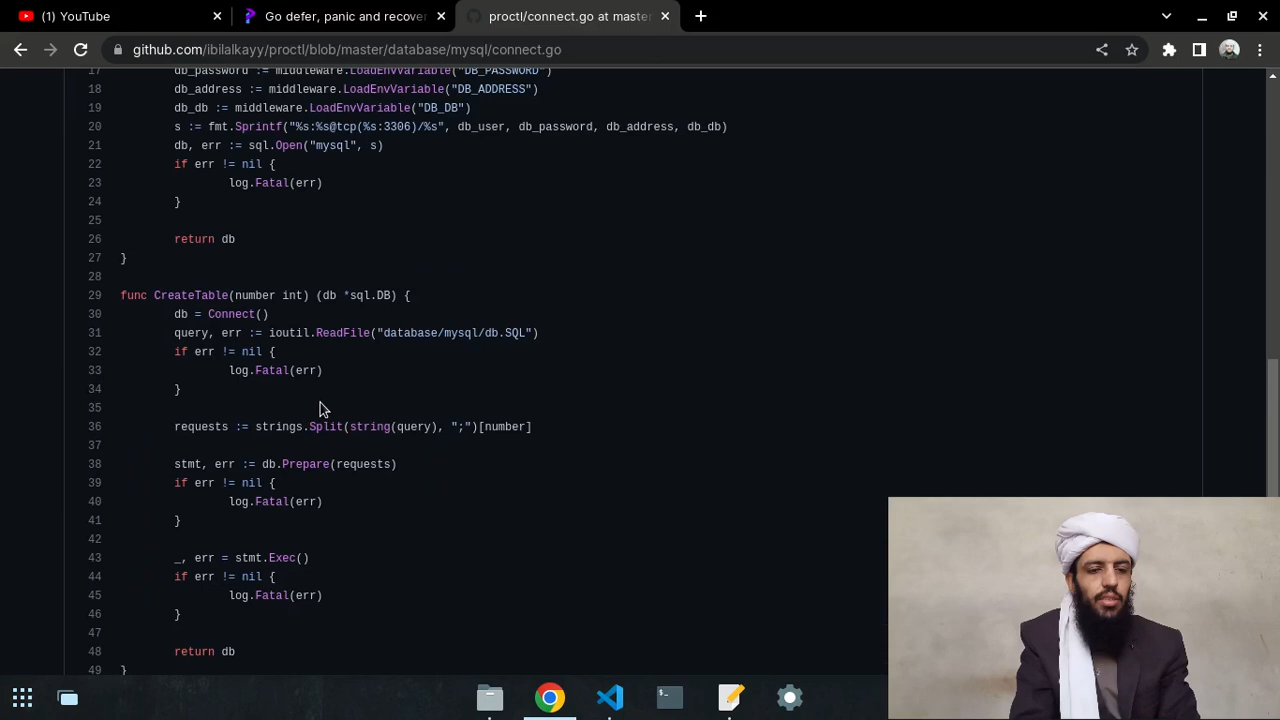 (1) YouTube
Go defer, panic and recove
proctl/connect.go at maste
github.com/ibilalkayy/proctl/blob/master/database/mysql/connect.go
17 db_password := middleware.LoadEnvVariable("DB_PASSWORD")
18 db_address := middleware.LoadEnvVariable("DB_ADDRESS")
19 db_db := middleware.LoadEnvVariable("DB_DB")
20 s := fmt.Sprintf("%s:%s@tcp(%s:3306)/%s", db_user, db_password, db_address, db_db)
21 db, err := sql.Open("mysql", s)
22 if err != nil {
23 log.Fatal(err)
24 }
25
26 return db
27 }
28
29 func CreateTable(number int) (db *sql.DB) {
30 db = Connect()
31 query, err := ioutil.ReadFile("database/mysql/db.SQL")
32 if err != nil {
33 log.Fatal(err)
34 }
35
36 requests := strings.Split(string(query), ";")[number]
37
38 stmt, err := db.Prepare(requests)
39 if err != nil {
40 log.Fatal(err)
41 }
42
43 _, err = stmt.Exec()
44 if err != nil {
45 log.Fatal(err)
46 }
47
48 return db
49 }